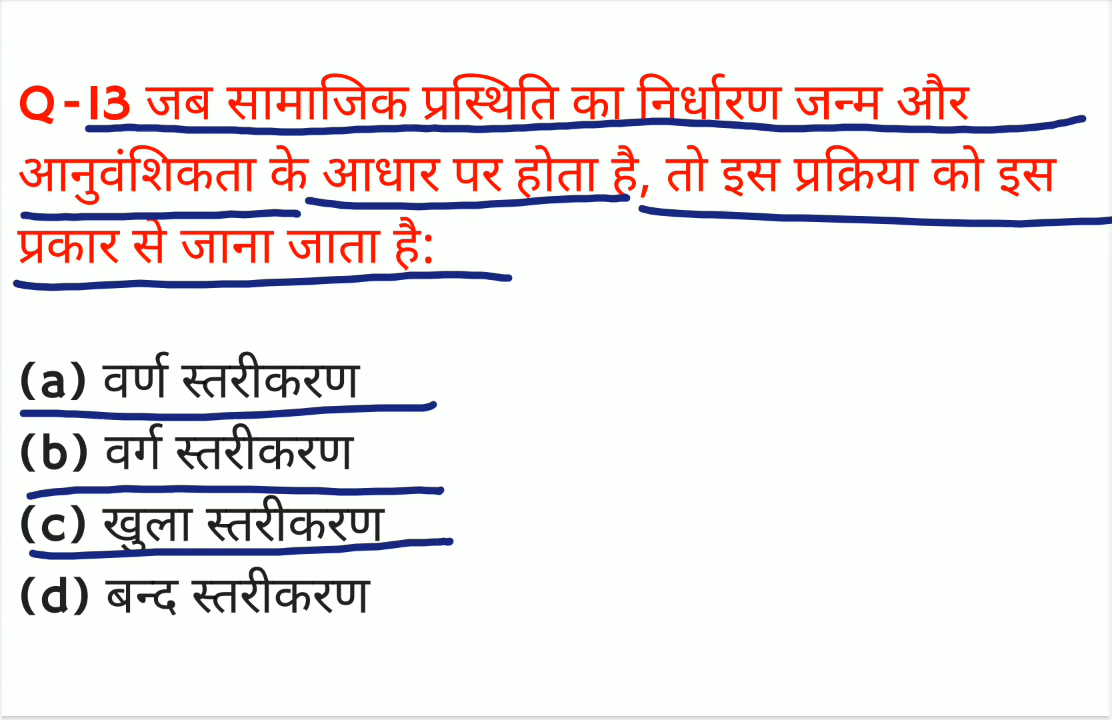 Q-13 जब सामाजिक प्रस्थिति का निर्धारण जन्म और
आनुवंशिकता के आधार पर होता है, तो इस प्रक्रिया को इस
प्रकार से जाना जाता है:
(a) वर्ण स्तरीकरण
(b) वर्ग स्तरीकरण
(c) खुला स्तरीकरण
(d) बन्द स्तरीकरण